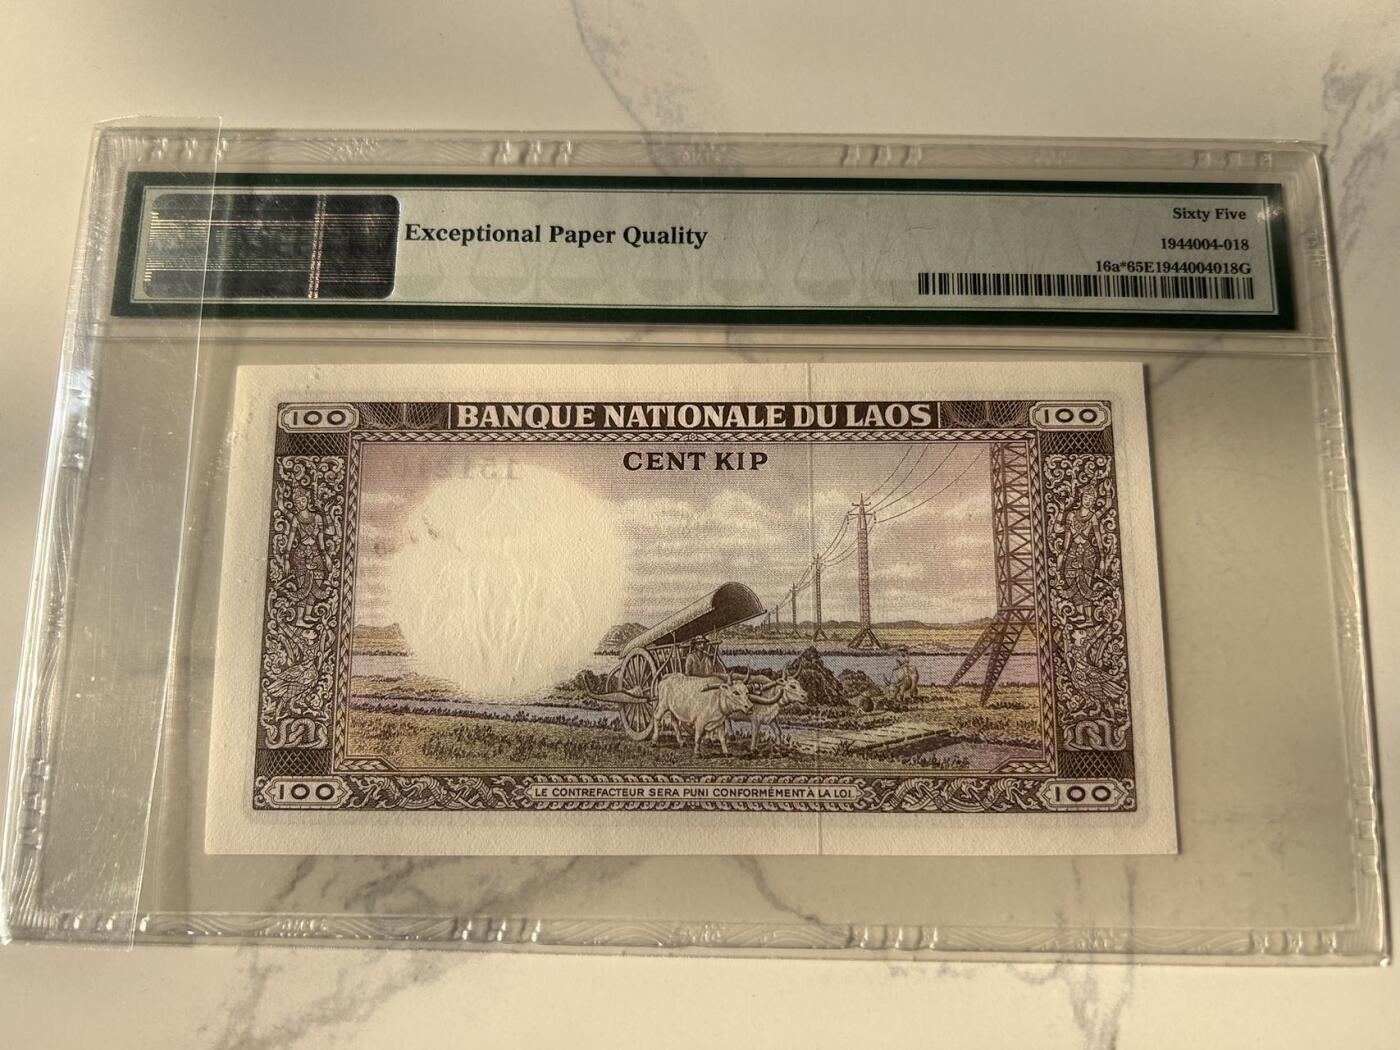 Exceptional Paper Quality
Sixty Five
1944004-018
16a*65E1944004018G
100 BANQUE NATIONALE DU LAOS 100
CENT KIP
100 LE CONTREFACTEUR SERA PUNI CONFORMÉMENT À LA LOI. 100